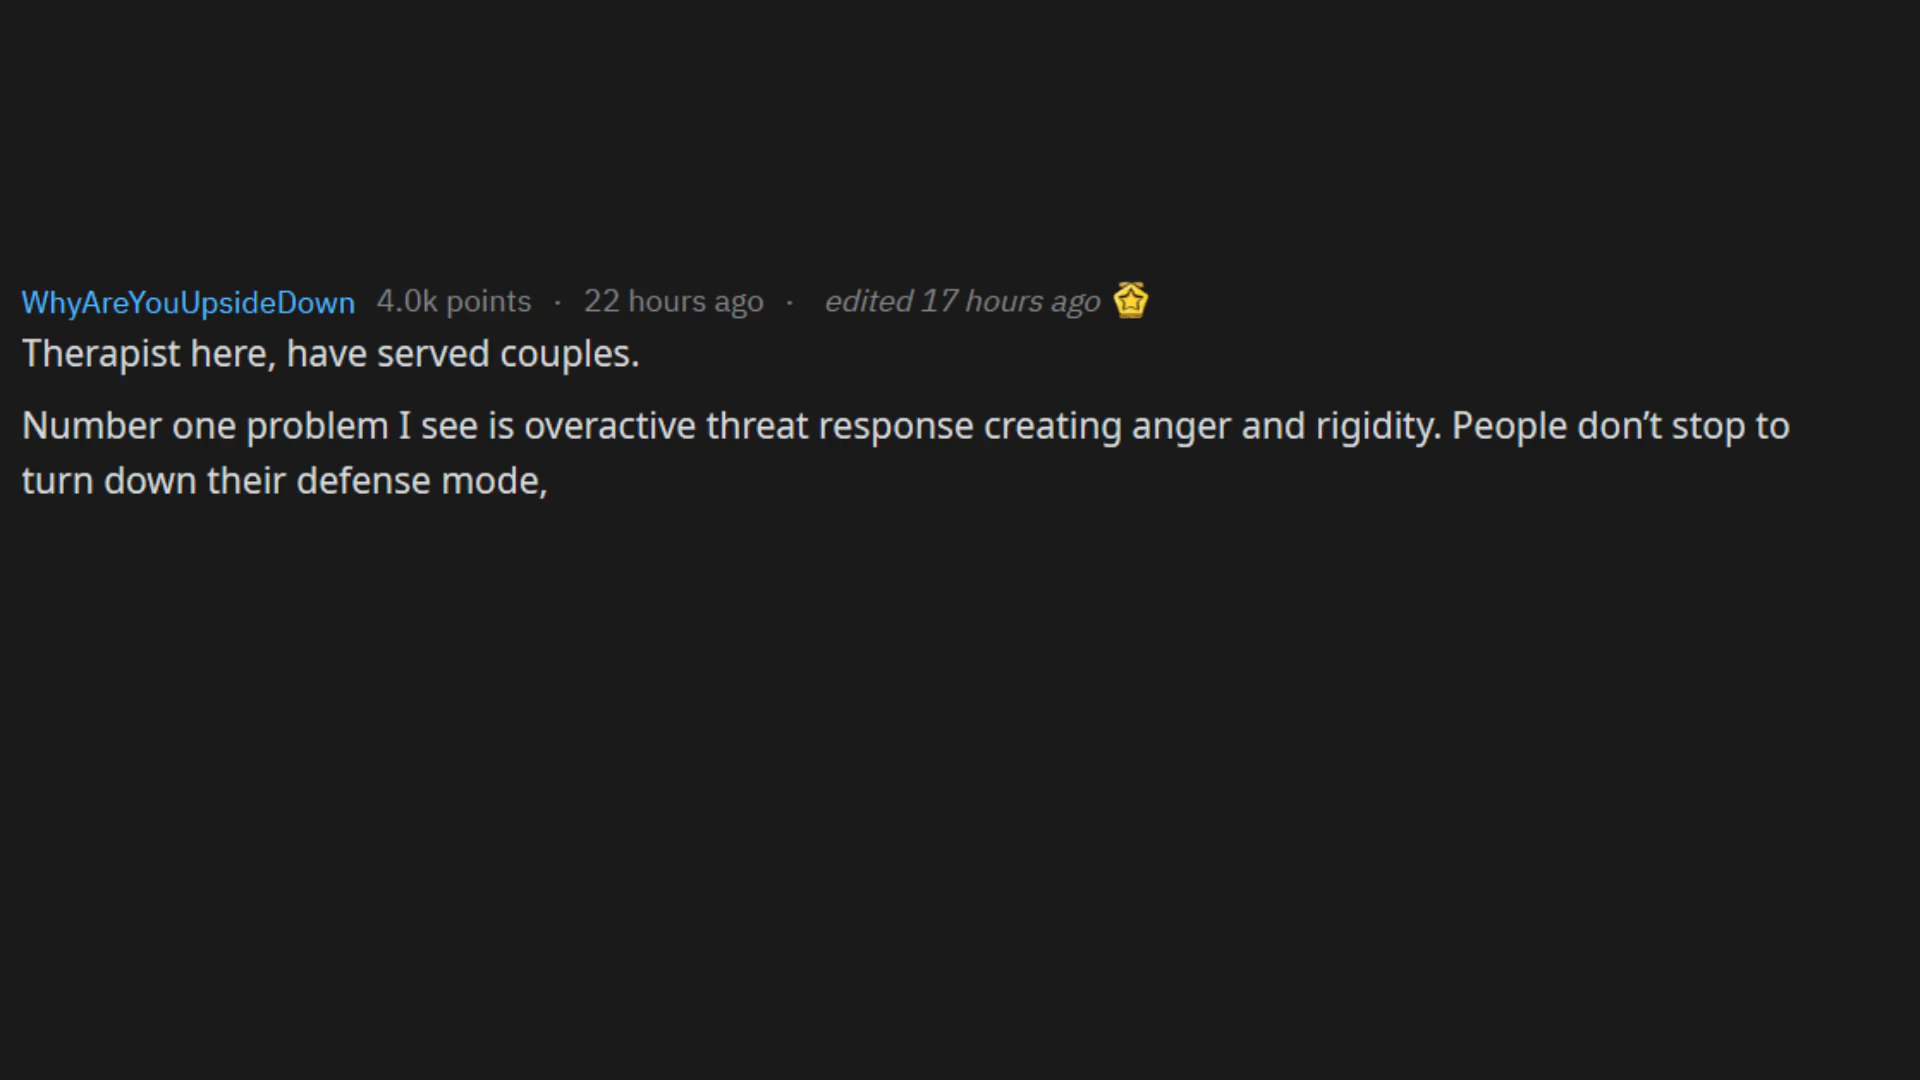 WhyAreYouUpsideDown 4.0k points · 22 hours ago · edited 17 hours ago
Therapist here, have served couples.
Number one problem I see is overactive threat response creating anger and rigidity. People don’t stop to
turn down their defense mode,